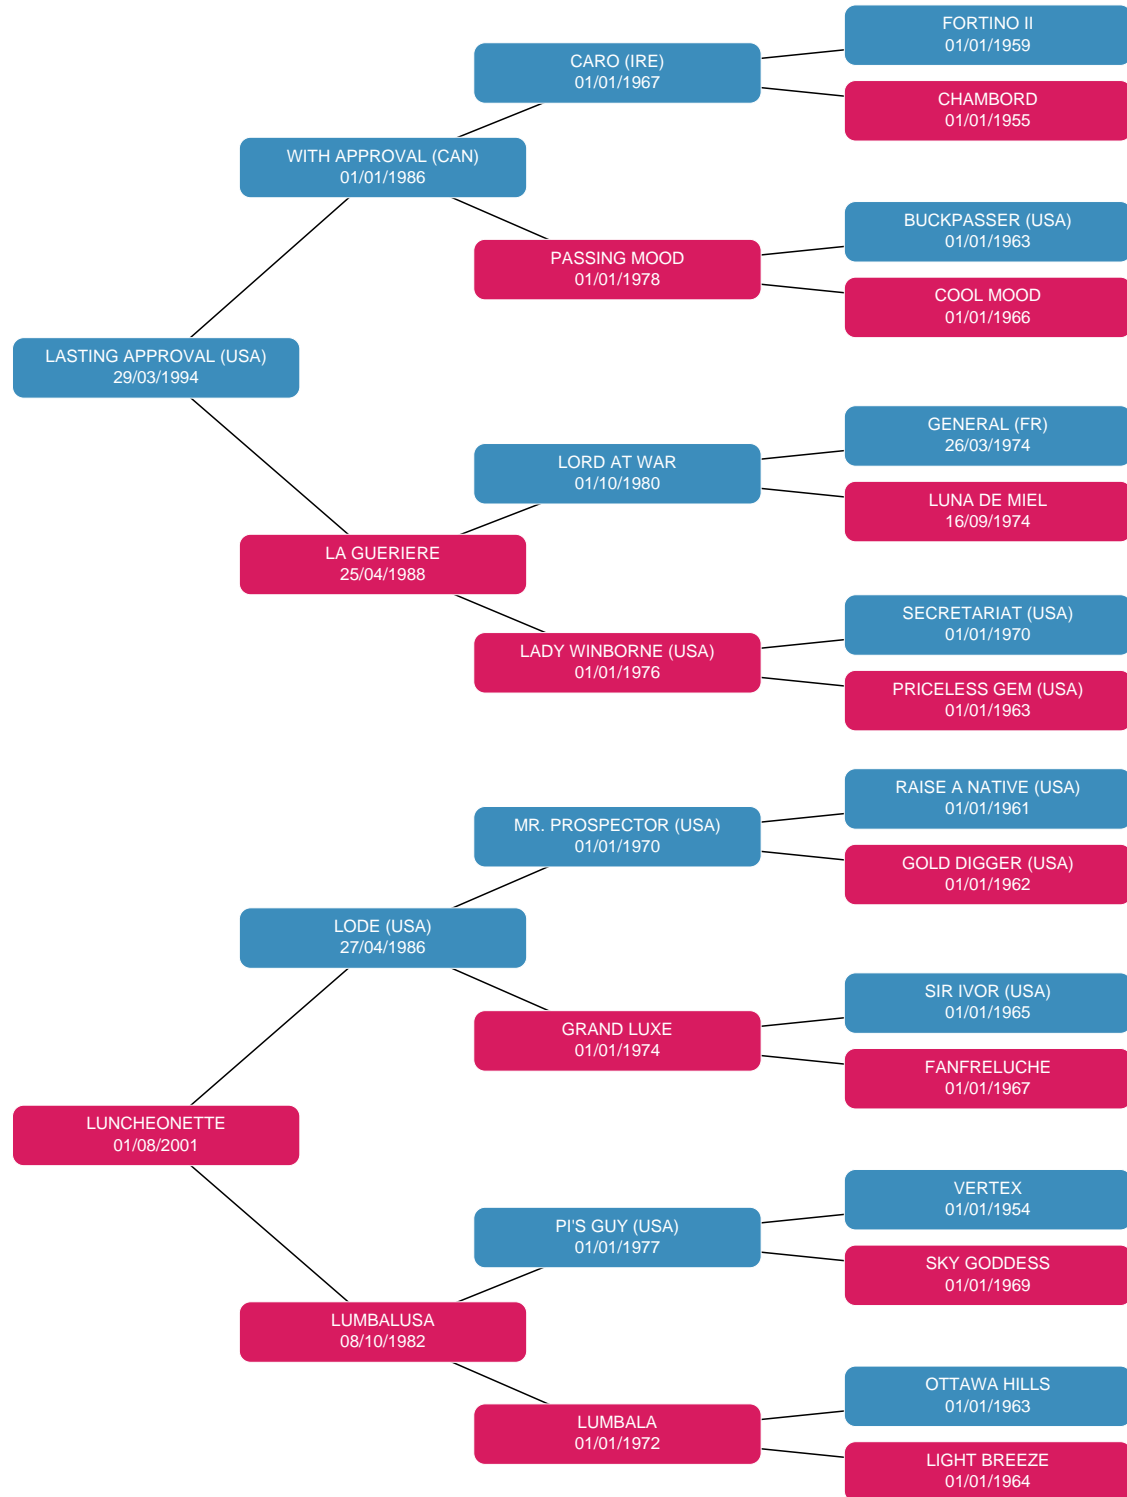 FORTINO II
01/01/1959
CARO (IRE)
01/01/1967
CHAMBORD
01/01/1955
WITH APPROVAL (CAN)
01/01/1986
BUCKPASSER (USA)
01/01/1963
PASSING MOOD
01/01/1978
COOL MOOD
01/01/1966
LASTING APPROVAL (USA)
29/03/1994
GENERAL (FR)
26/03/1974
LORD AT WAR
01/10/1980
LUNA DE MIEL
16/09/1974
LA GUERIERE
25/04/1988
SECRETARIAT (USA)
01/01/1970
LADY WINBORNE (USA)
01/01/1976
PRICELESS GEM (USA)
01/01/1963
RAISE A NATIVE (USA)
01/01/1961
MR. PROSPECTOR (USA)
01/01/1970
GOLD DIGGER (USA)
01/01/1962
LODE (USA)
27/04/1986
SIR IVOR (USA)
01/01/1965
GRAND LUXE
01/01/1974
FANFRELUCHE
01/01/1967
LUNCHEONETTE
01/08/2001
VERTEX
01/01/1954
PI'S GUY (USA)
01/01/1977
SKY GODDESS
01/01/1969
LUMBALUSA
08/10/1982
OTTAWA HILLS
01/01/1963
LUMBALA
01/01/1972
LIGHT BREEZE
01/01/1964